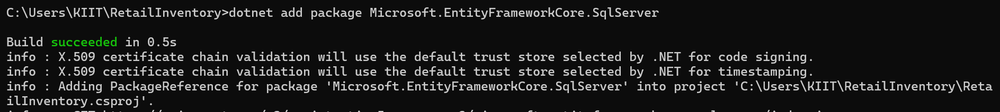 C:\Users\KIIT\RetailInventory>dotnet add package Microsoft.EntityFrameworkCore.SqlServer
Build succeeded in 0.5s
info : X.509 certificate chain validation will use the default trust store selected by .NET for code signing.
info : X.509 certificate chain validation will use the default trust store selected by .NET for timestamping.
info : Adding PackageReference for package 'Microsoft.EntityFrameworkCore.SqlServer' into project 'C:\Users\KIIT\RetailInventory\Reta
ilInventory.csproj'.